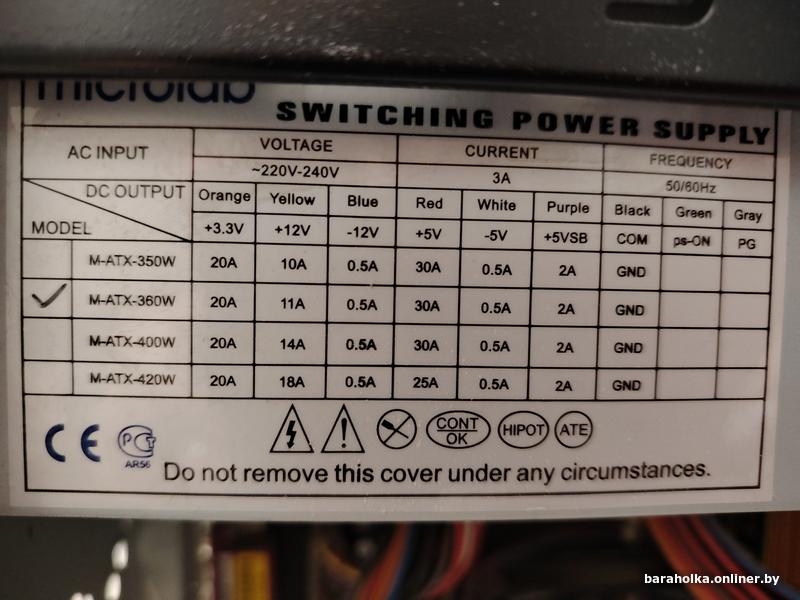 microlab
SWITCHING POWER SUPPLY
AC INPUT VOLTAGE CURRENT FREQUENCY
~220V-240V 3A 50/60Hz
DC OUTPUT Orange Yellow Blue Red White Purple Black Green Gray
MODEL +3.3V +12V -12V +5V -5V +5VSB COM ps-ON PG
M-ATX-350W 20A 10A 0.5A 30A 0.5A 2A GND
M-ATX-360W 20A 11A 0.5A 30A 0.5A 2A GND
M-ATX-400W 20A 14A 0.5A 30A 0.5A 2A GND
M-ATX-420W 20A 18A 0.5A 25A 0.5A 2A GND
CE РСТ CONT OK HIPOT ATE
АЯ56
Do not remove this cover under any circumstances.
baraholka.onliner.by